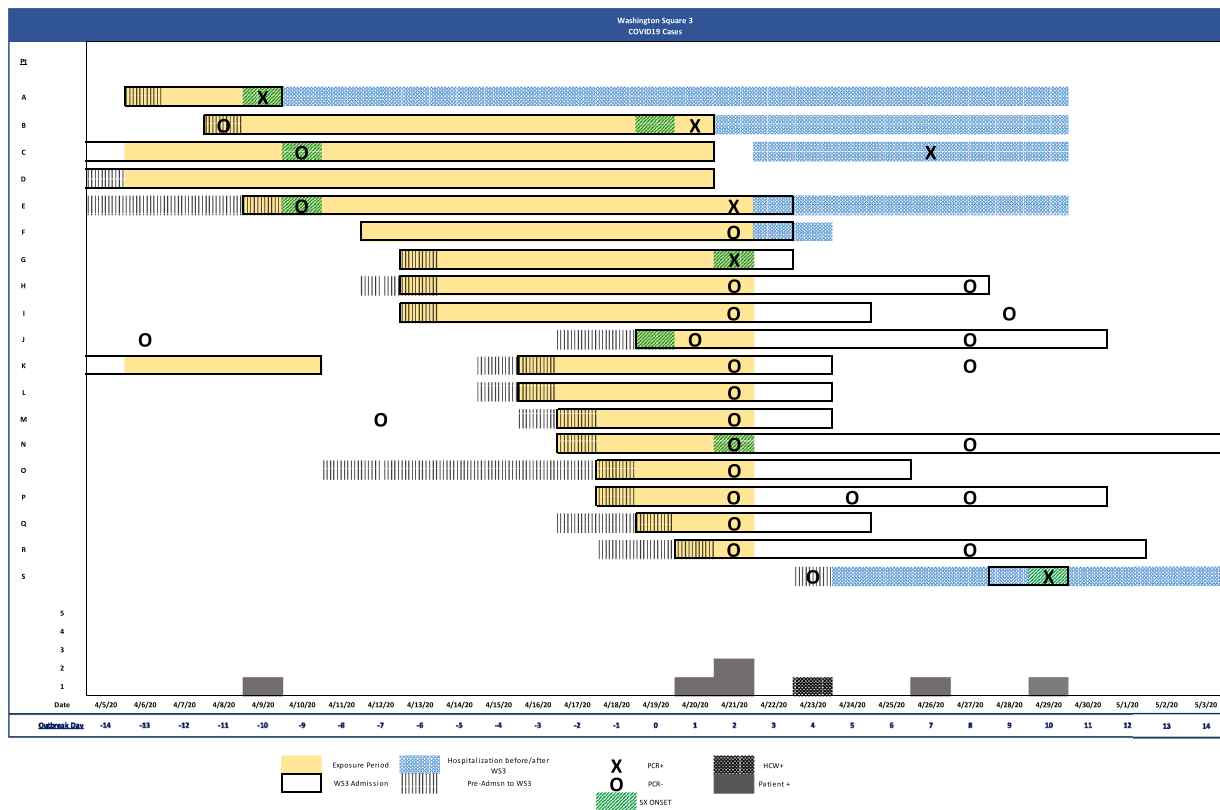 Washington Square 3
COVID19 Cases
Pt
A X
B O X
C O X
D
E O X
F O
G X
H O O
I O O
J O O O
K O O
L O
M O O
N O O
O O
P O O O
Q O
R O O
S O X
5
4
3
2
1
Date 4/5/20 4/6/20 4/7/20 4/8/20 4/9/20 4/10/20 4/11/20 4/12/20 4/13/20 4/14/20 4/15/20 4/16/20 4/17/20 4/18/20 4/19/20 4/20/20 4/21/20 4/22/20 4/23/20 4/24/20 4/25/20 4/26/20 4/27/20 4/28/20 4/29/20 4/30/20 5/1/20 5/2/20 5/3/20
Outbreak Day -14 -13 -12 -11 -10 -9 -8 -7 -6 -5 -4 -3 -2 -1 0 1 2 3 4 5 6 7 8 9 10 11 12 13 14
Exposure Period
Hospitalization before/after
WS3
X PCR+
HCW+
WS3 Admission
Pre-Admsn to WS3
O PCR-
Patient +
SX ONSET